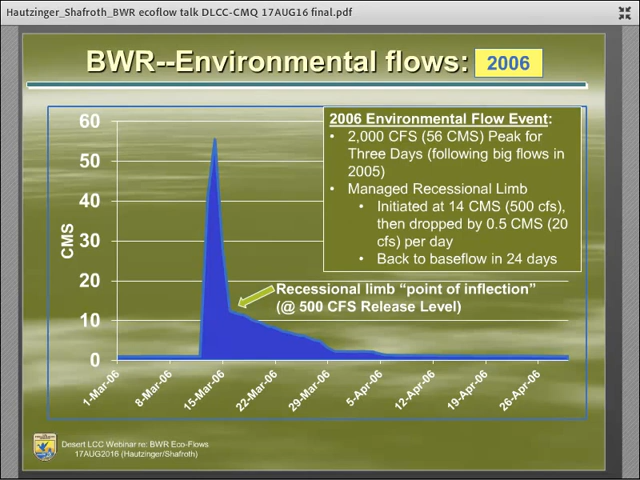 Hautzinger_Shafroth_BWR ecoflow talk DLCC-CMQ 17AUG16 final.pdf
BWR--Environmental flows: 2006
2006 Environmental Flow Event:
• 2,000 CFS (56 CMS) Peak for
Three Days (following big flows in
2005)
• Managed Recessional Limb
• Initiated at 14 CMS (500 cfs),
then dropped by 0.5 CMS (20
cfs) per day
• Back to baseflow in 24 days
60
50
40
30
20
10
0
CMS
Recessional limb “point of inflection”
(@ 500 CFS Release Level)
1-Mar-06
8-Mar-06
15-Mar-06
22-Mar-06
29-Mar-06
5-Apr-06
12-Apr-06
19-Apr-06
26-Apr-06
Desert LCC Webinar re: BWR Eco-Flows
17AUG2016 (Hautzinger/Shafroth)